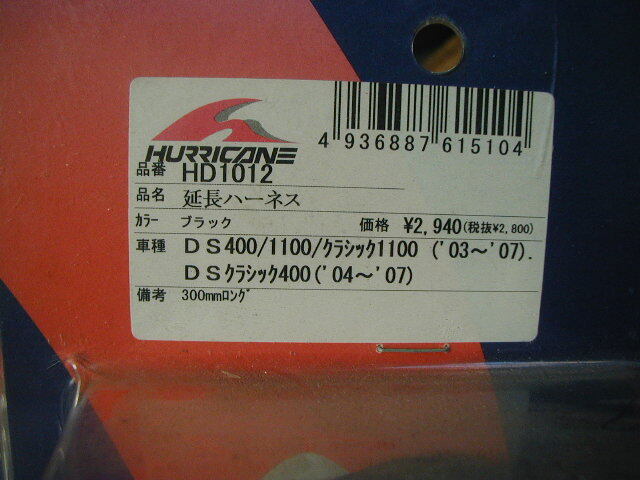 HURRICANE
4 936887 615104
品番 HD1012
品名 延長ハーネス
ｶﾗｰ ブラック 価格 ¥2,940(税抜¥2,800)
車種 ＤＳ400/1100/ｸﾗｼｯｸ1100 ('03～'07).
ＤＳｸﾗｼｯｸ400('04～'07)
備考 300mmﾛﾝｸﾞ